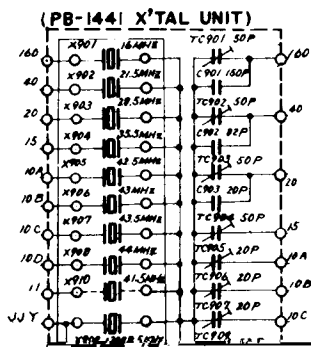 (PB-1441 X'TAL UNIT)
160 X901 16MHZ TC901 50P 160
C901 150P
40 X902 21.5MHZ TC902 50P 40
20 X903 28.5MHZ C902 82P
15 X904 35.5MHZ TC903 50P
10A X905 42.5MHZ C903 20P 20
10B X906 43MHZ
10C X907 43.5MHZ TC904 50P 15
10D X908 44MHZ TC905 20P 10A
11 X910 41.5MHZ TC906 20P 10B
JJY TC907 20P 10C